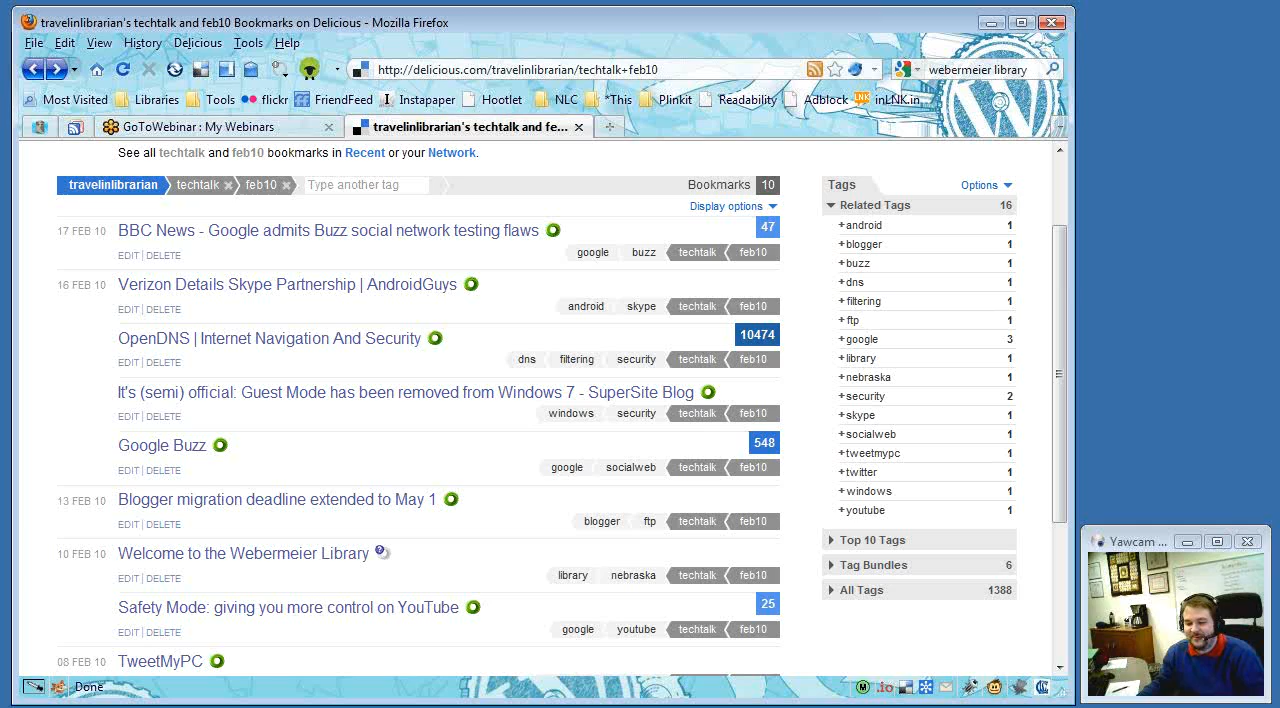 travelinlibrarian's techtalk and feb10 Bookmarks on Delicious - Mozilla Firefox
File Edit View History Delicious Tools Help
http://delicious.com/travelinlibrarian/techtalk+feb10
webermeier library
Most Visited Libraries Tools flickr FriendFeed Instapaper Hootlet NLC *This Plinkit Readability Adblock inLNK.in
GoToWebinar : My Webinars
travelinlibrarian's techtalk and fe...
See all techtalk and feb10 bookmarks in Recent or your Network.
travelinlibrarian techtalk feb10 Type another tag Bookmarks 10
Display options
17 FEB 10 BBC News - Google admits Buzz social network testing flaws 47
EDIT | DELETE google buzz techtalk feb10
16 FEB 10 Verizon Details Skype Partnership | AndroidGuys
EDIT | DELETE android skype techtalk feb10
OpenDNS | Internet Navigation And Security 10474
EDIT | DELETE dns filtering security techtalk feb10
It's (semi) official: Guest Mode has been removed from Windows 7 - SuperSite Blog
EDIT | DELETE windows security techtalk feb10
Google Buzz 548
EDIT | DELETE google socialweb techtalk feb10
13 FEB 10 Blogger migration deadline extended to May 1
EDIT | DELETE blogger ftp techtalk feb10
10 FEB 10 Welcome to the Webermeier Library
EDIT | DELETE library nebraska techtalk feb10
Safety Mode: giving you more control on YouTube 25
EDIT | DELETE google youtube techtalk feb10
08 FEB 10 TweetMyPC
Tags Options
Related Tags 16
+android 1
+blogger 1
+buzz 1
+dns 1
+filtering 1
+ftp 1
+google 3
+library 1
+nebraska 1
+security 2
+skype 1
+socialweb 1
+tweetmypc 1
+twitter 1
+windows 1
+youtube 1
Top 10 Tags
Tag Bundles 6
All Tags 1388
Done
.io
Yawcam ...